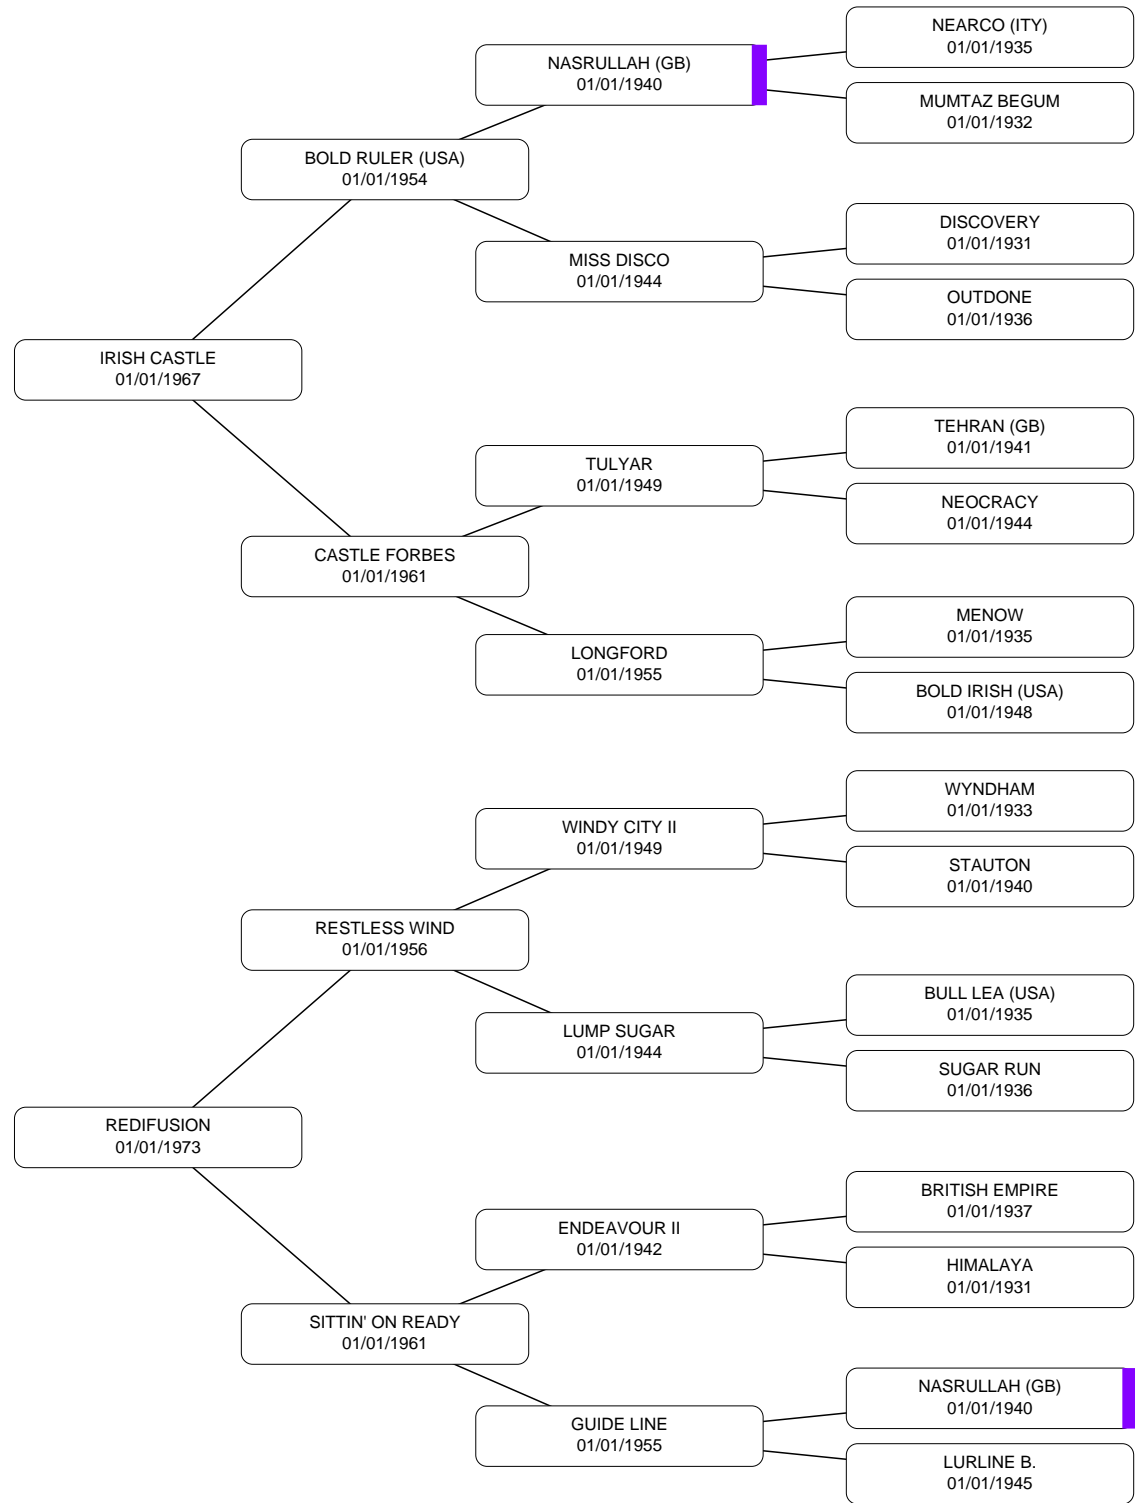 NEARCO (ITY)
01/01/1935
NASRULLAH (GB)
01/01/1940
MUMTAZ BEGUM
01/01/1932
BOLD RULER (USA)
01/01/1954
DISCOVERY
01/01/1931
MISS DISCO
01/01/1944
OUTDONE
01/01/1936
IRISH CASTLE
01/01/1967
TEHRAN (GB)
01/01/1941
TULYAR
01/01/1949
NEOCRACY
01/01/1944
CASTLE FORBES
01/01/1961
MENOW
01/01/1935
LONGFORD
01/01/1955
BOLD IRISH (USA)
01/01/1948
WYNDHAM
01/01/1933
WINDY CITY II
01/01/1949
STAUTON
01/01/1940
RESTLESS WIND
01/01/1956
BULL LEA (USA)
01/01/1935
LUMP SUGAR
01/01/1944
SUGAR RUN
01/01/1936
REDIFUSION
01/01/1973
BRITISH EMPIRE
01/01/1937
ENDEAVOUR II
01/01/1942
HIMALAYA
01/01/1931
SITTIN' ON READY
01/01/1961
NASRULLAH (GB)
01/01/1940
GUIDE LINE
01/01/1955
LURLINE B.
01/01/1945